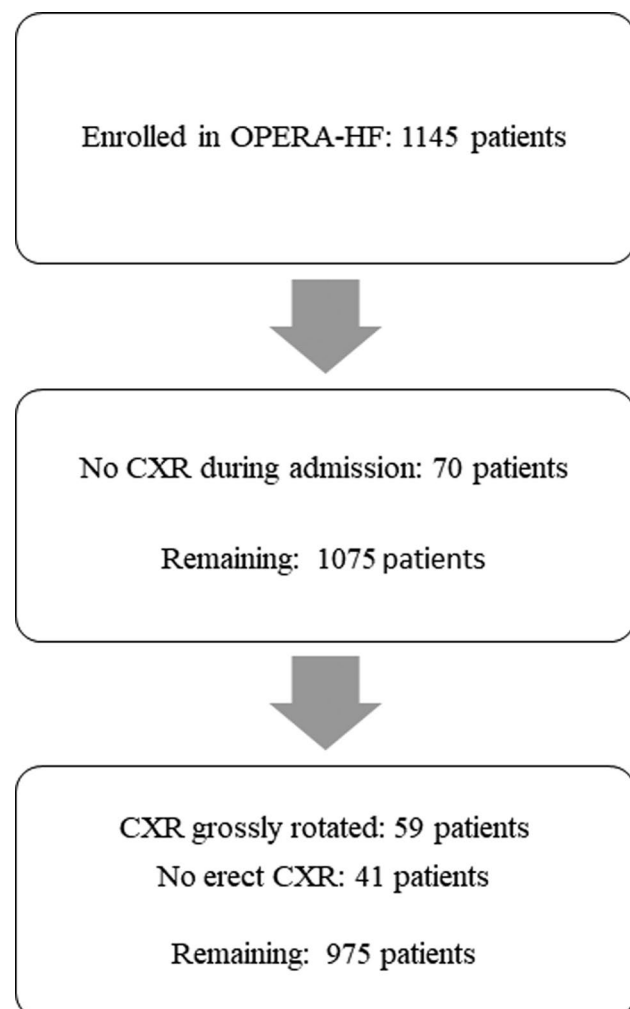 Enrolled in OPERA-HF: 1145 patients
No CXR during admission: 70 patients
Remaining: 1075 patients
CXR grossly rotated: 59 patients
No erect CXR: 41 patients
Remaining: 975 patients